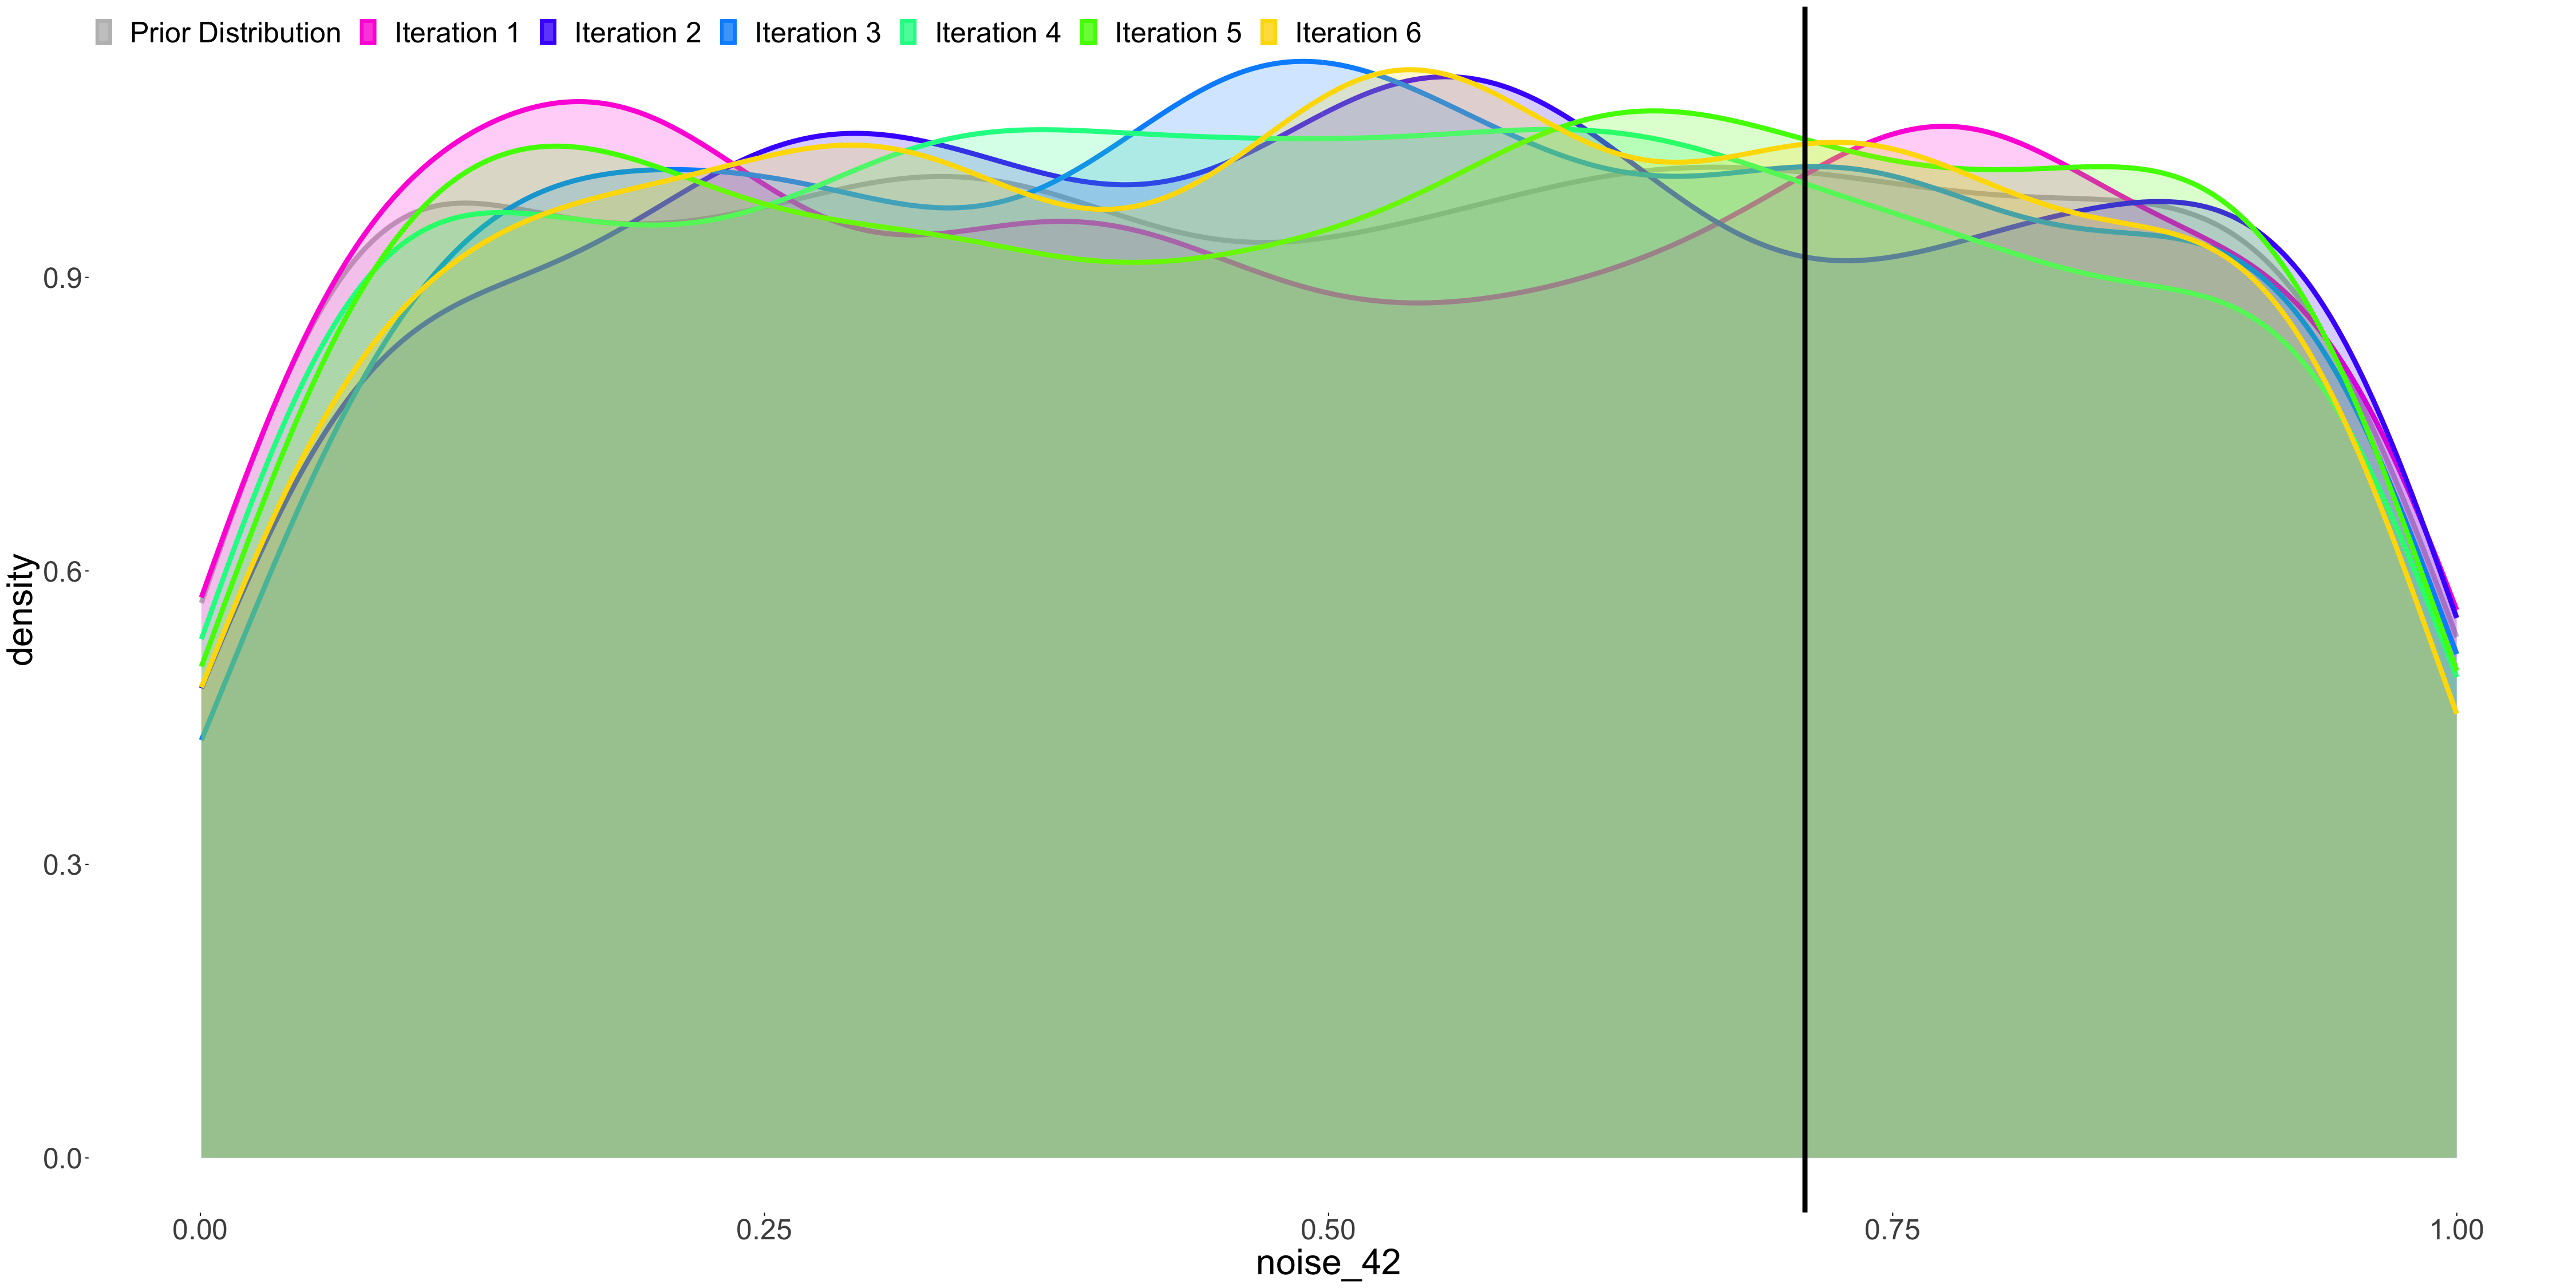 Prior Distribution Iteration 1 Iteration 2 Iteration 3 Iteration 4 Iteration 5 Iteration 6
density
0.9
0.6
0.3
0.0
0.00 0.25 0.50 0.75 1.00
noise_42